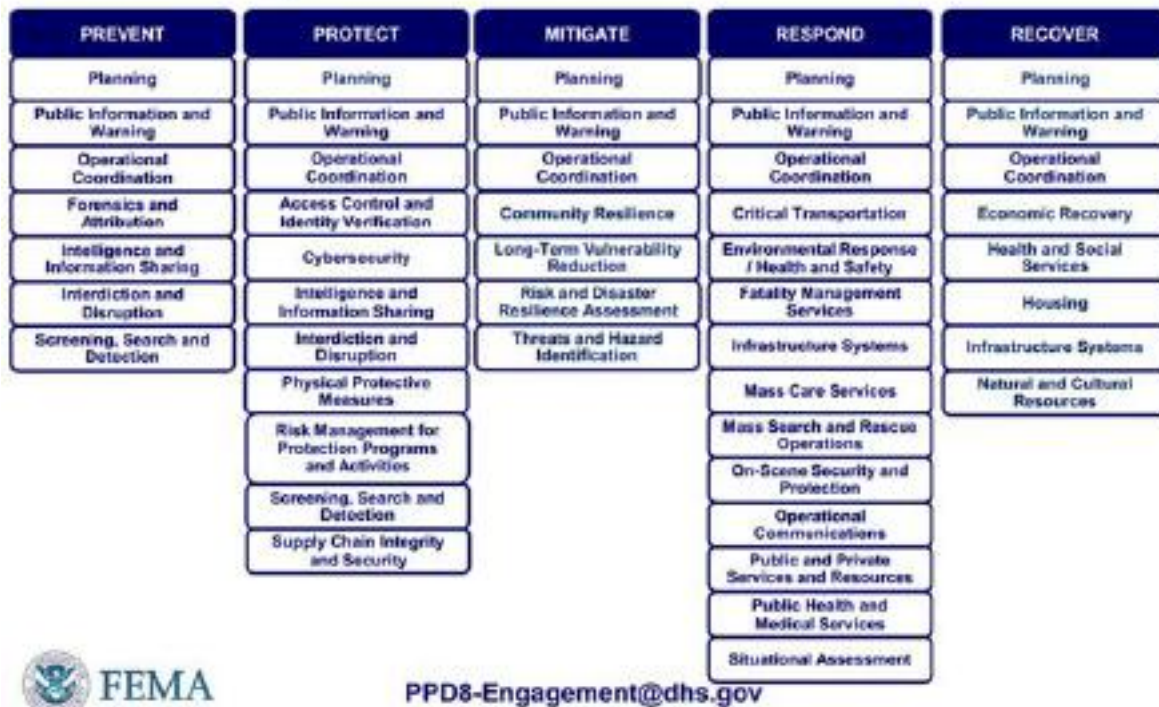 PREVENT
Planning
Public Information and
Warning
Operational
Coordination
Forensics and
Attribution
Intelligence and
Information Sharing
Interdiction and
Disruption
Screening, Search and
Detection
PROTECT
Planning
Public Information and
Warning
Operational
Coordination
Access Control and
Identity Verification
Cybersecurity
Intelligence and
Information Sharing
Interdiction and
Disruption
Physical Protective
Measures
Risk Management for
Protection Programs
and Activities
Screening, Search and
Detection
Supply Chain Integrity
and Security
MITIGATE
Planning
Public Information and
Warning
Operational
Coordination
Community Resilience
Long-Term Vulnerability
Reduction
Risk and Disaster
Resilience Assessment
Threats and Hazard
Identification
RESPOND
Planning
Public Information and
Warning
Operational
Coordination
Critical Transportation
Environmental Response
/ Health and Safety
Fatality Management
Services
Infrastructure Systems
Mass Care Services
Mass Search and Rescue
Operations
On-Scene Security and
Protection
Operational
Communications
Public and Private
Services and Resources
Public Health and
Medical Services
Situational Assessment
RECOVER
Planning
Public Information and
Warning
Operational
Coordination
Economic Recovery
Health and Social
Services
Housing
Infrastructure Systems
Natural and Cultural
Resources
FEMA
PPD8-Engagement@dhs.gov